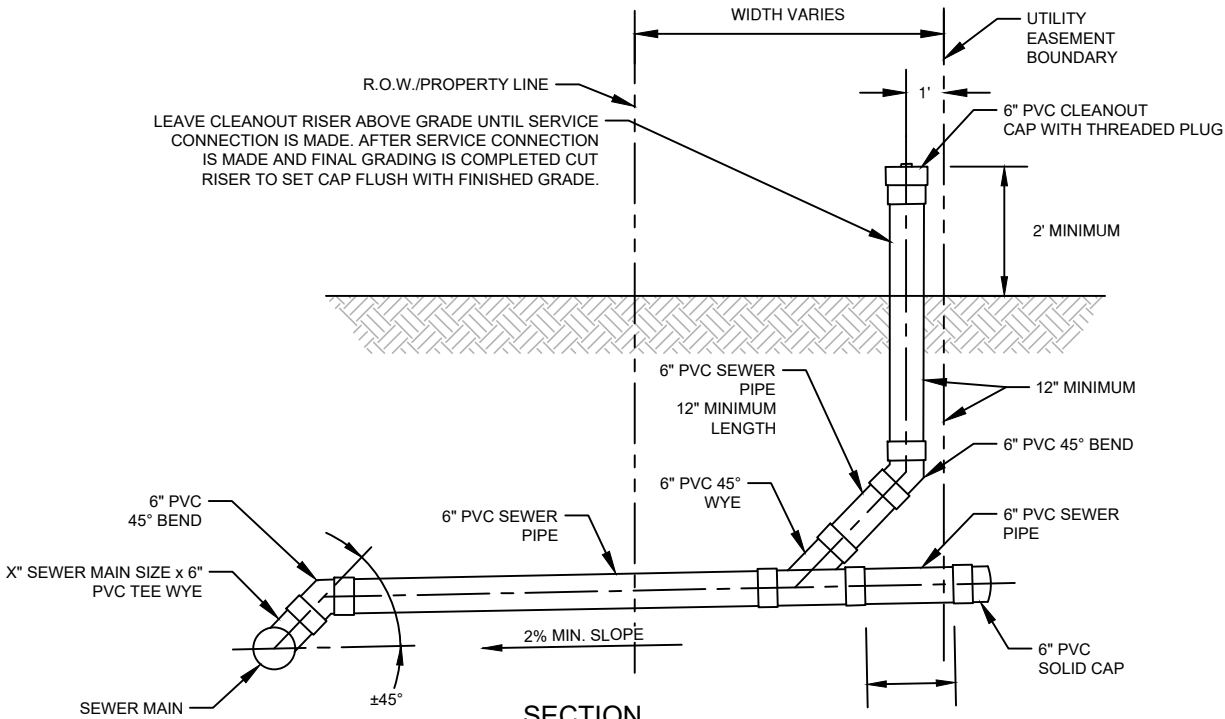 WIDTH VARIES
UTILITY
EASEMENT
BOUNDARY
R.O.W./PROPERTY LINE
1'
LEAVE CLEANOUT RISER ABOVE GRADE UNTIL SERVICE
CONNECTION IS MADE. AFTER SERVICE CONNECTION
IS MADE AND FINAL GRADING IS COMPLETED CUT
RISER TO SET CAP FLUSH WITH FINISHED GRADE.
6" PVC CLEANOUT
CAP WITH THREADED PLUG
2' MINIMUM
6" PVC SEWER
PIPE
12" MINIMUM
LENGTH
12" MINIMUM
6" PVC 45° BEND
6" PVC 45°
WYE
6" PVC
45° BEND
6" PVC SEWER
PIPE
6" PVC SEWER
PIPE
X" SEWER MAIN SIZE x 6"
PVC TEE WYE
2% MIN. SLOPE
6" PVC
SOLID CAP
±45°
SEWER MAIN
SECTION